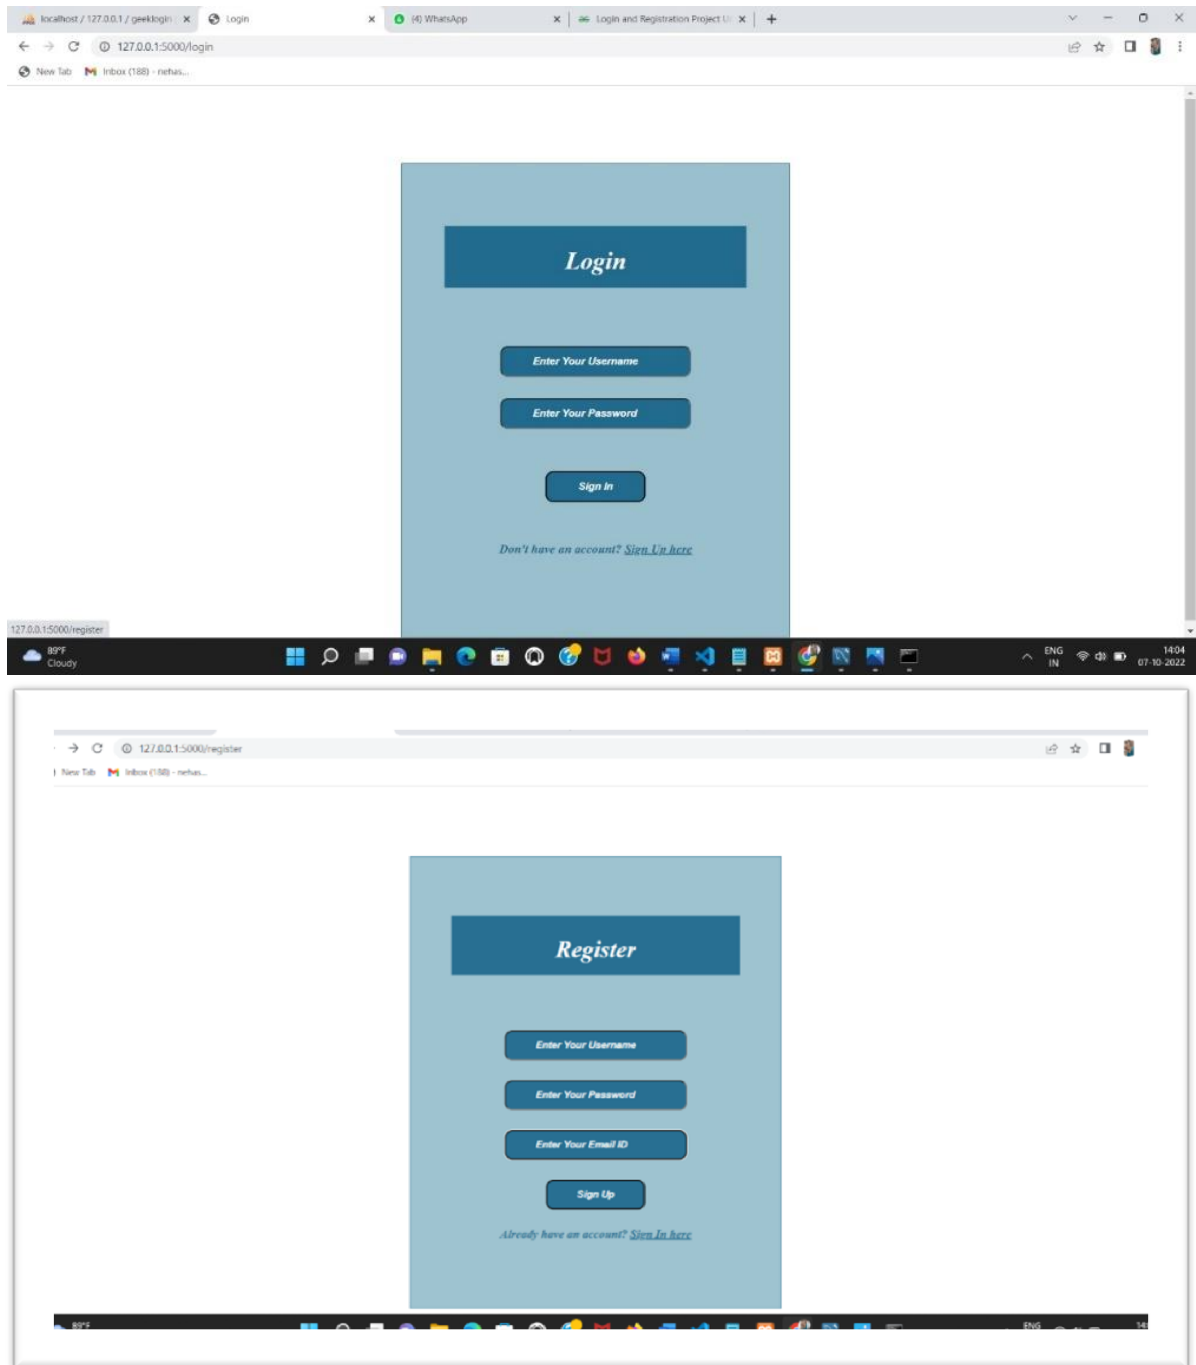 localhost / 127.0.0.1 / geeklogin
Login
(4) WhatsApp
Login and Registration Project U
127.0.0.1:5000/login
New Tab
Inbox (188) - nehas...
Login
Enter Your Username
Enter Your Password
Sign In
Don't have an account? Sign Up here
127.0.0.1:5000/register
89°F
Cloudy
ENG
IN
14:04
07-10-2022
127.0.0.1:5000/register
New Tab
Inbox (188) - nehas...
Register
Enter Your Username
Enter Your Password
Enter Your Email ID
Sign Up
Already have an account? Sign In here
89°F
ENG